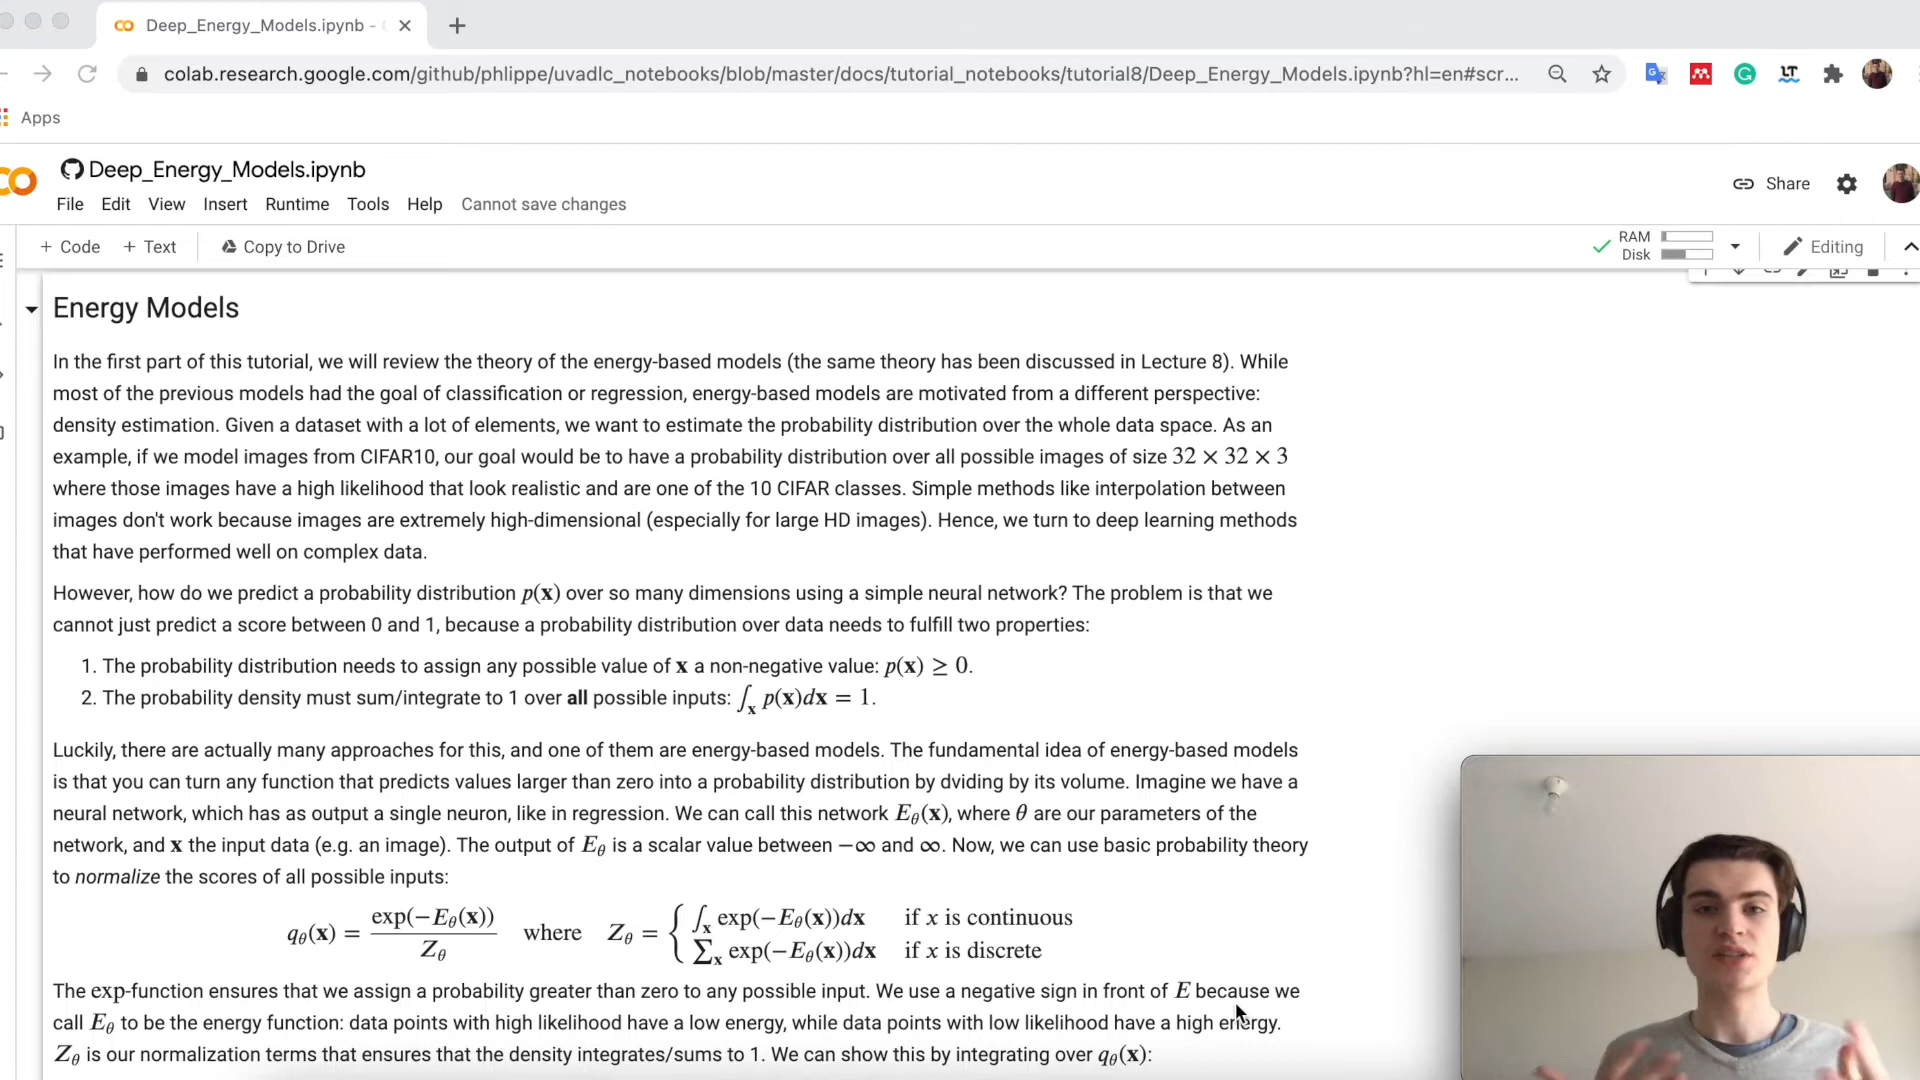 Deep_Energy_Models.ipynb -
colab.research.google.com/github/phlippe/uvadlc_notebooks/blob/master/docs/tutorial_notebooks/tutorial8/Deep_Energy_Models.ipynb?hl=en#scr...
Apps
Deep_Energy_Models.ipynb
File Edit View Insert Runtime Tools Help Cannot save changes
Share
+ Code + Text Copy to Drive
RAM
Disk
Editing
Energy Models
In the first part of this tutorial, we will review the theory of the energy-based models (the same theory has been discussed in Lecture 8). While
most of the previous models had the goal of classification or regression, energy-based models are motivated from a different perspective:
density estimation. Given a dataset with a lot of elements, we want to estimate the probability distribution over the whole data space. As an
example, if we model images from CIFAR10, our goal would be to have a probability distribution over all possible images of size 32 × 32 × 3
where those images have a high likelihood that look realistic and are one of the 10 CIFAR classes. Simple methods like interpolation between
images don't work because images are extremely high-dimensional (especially for large HD images). Hence, we turn to deep learning methods
that have performed well on complex data.
However, how do we predict a probability distribution p(x) over so many dimensions using a simple neural network? The problem is that we
cannot just predict a score between 0 and 1, because a probability distribution over data needs to fulfill two properties:
1. The probability distribution needs to assign any possible value of x a non-negative value: p(x) ≥ 0.
2. The probability density must sum/integrate to 1 over all possible inputs: ∫ₓ p(x)dx = 1.
Luckily, there are actually many approaches for this, and one of them are energy-based models. The fundamental idea of energy-based models
is that you can turn any function that predicts values larger than zero into a probability distribution by dviding by its volume. Imagine we have a
neural network, which has as output a single neuron, like in regression. We can call this network E_θ(x), where θ are our parameters of the
network, and x the input data (e.g. an image). The output of E_θ is a scalar value between −∞ and ∞. Now, we can use basic probability theory
to normalize the scores of all possible inputs:
q_θ(x) = exp(−E_θ(x)) / Z_θ where Z_θ = { ∫ₓ exp(−E_θ(x))dx if x is continuous
∑ₓ exp(−E_θ(x))dx if x is discrete
The exp-function ensures that we assign a probability greater than zero to any possible input. We use a negative sign in front of E because we
call E_θ to be the energy function: data points with high likelihood have a low energy, while data points with low likelihood have a high energy.
Z_θ is our normalization terms that ensures that the density integrates/sums to 1. We can show this by integrating over q_θ(x):